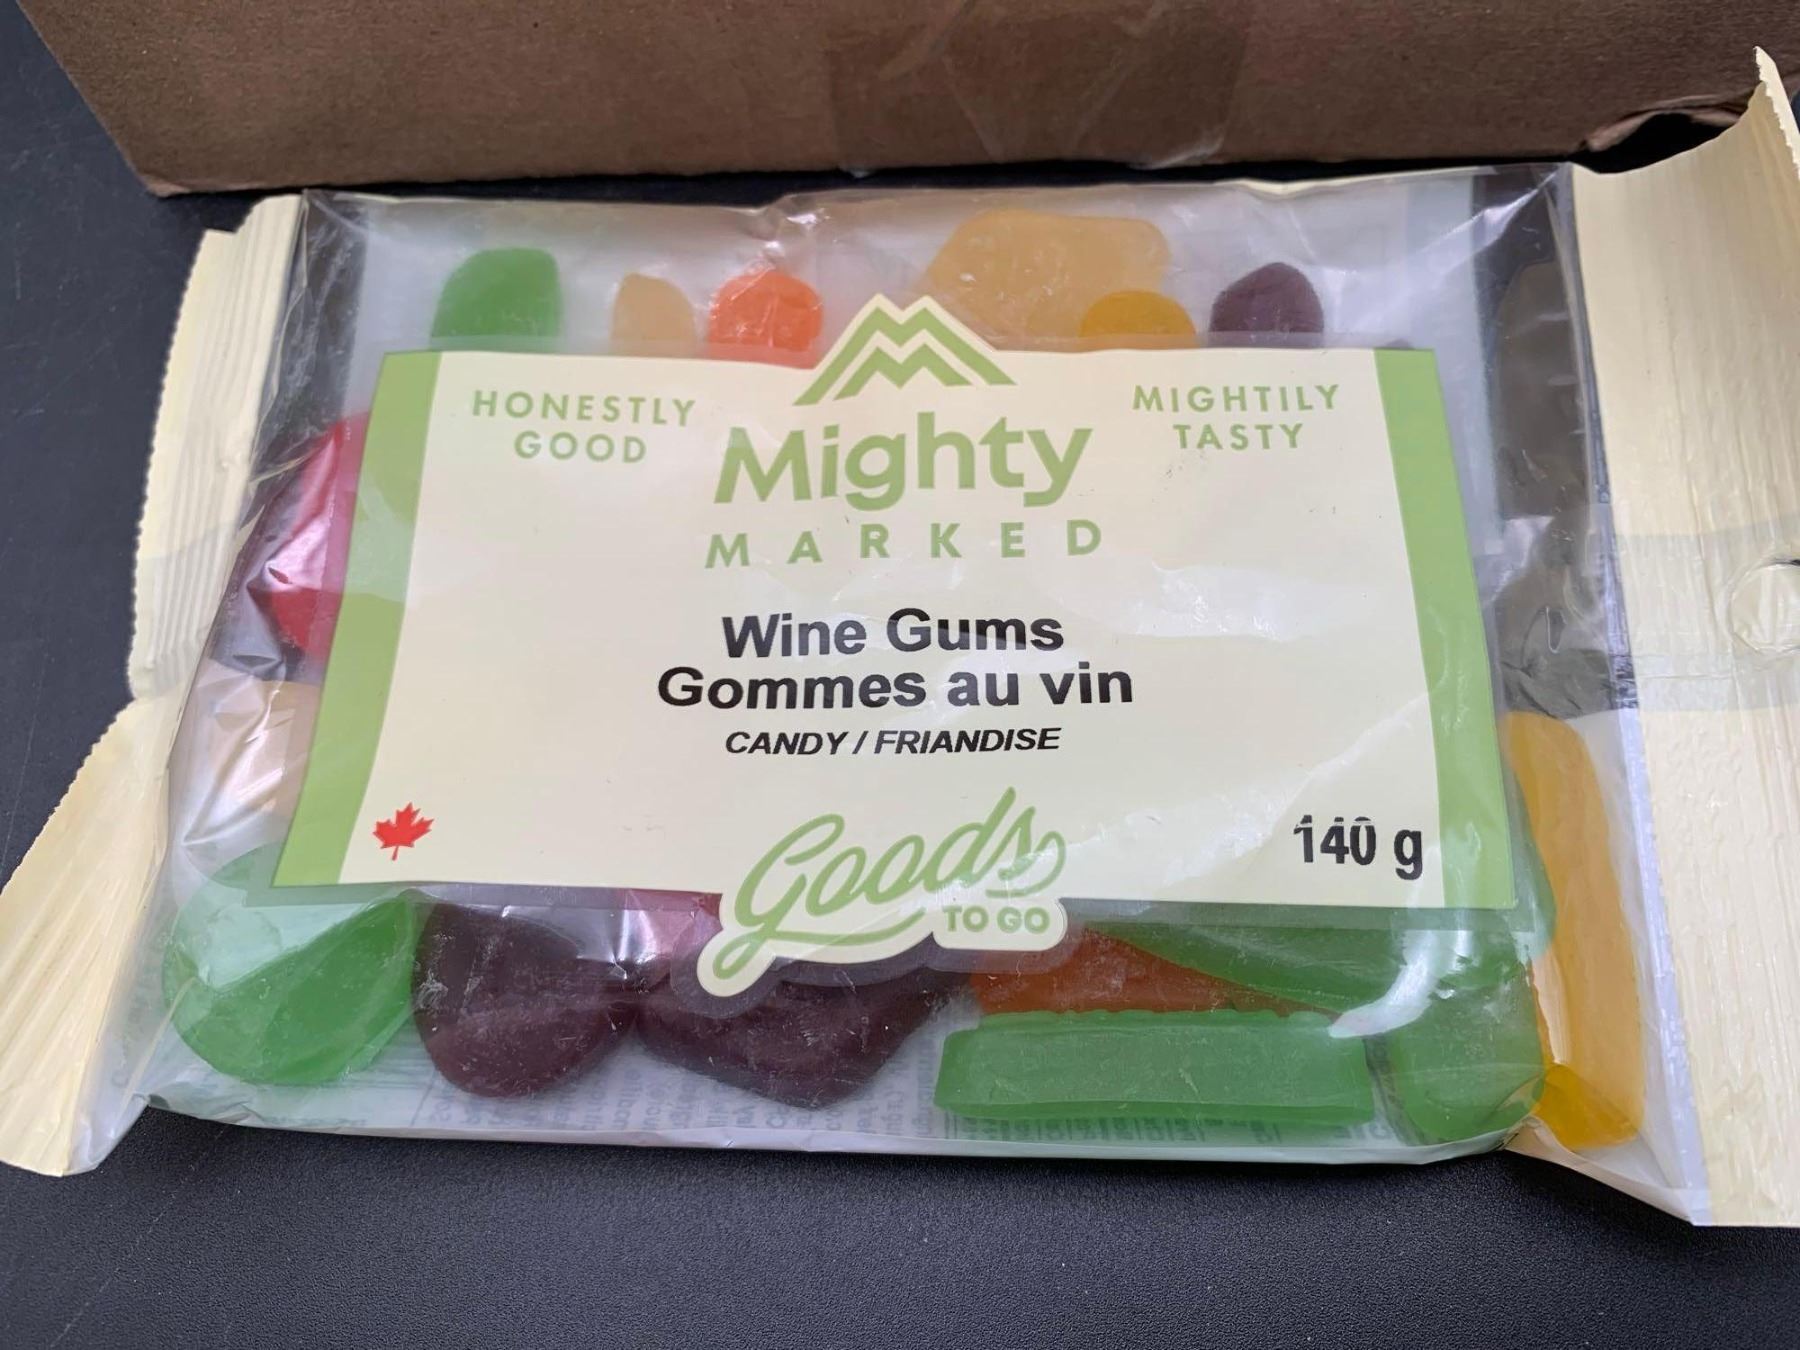 HONESTLY
GOOD
Mighty
MARKED
MIGHTILY
TASTY
Wine Gums
Gommes au vin
CANDY / FRIANDISE
Goods
TO GO
140 g